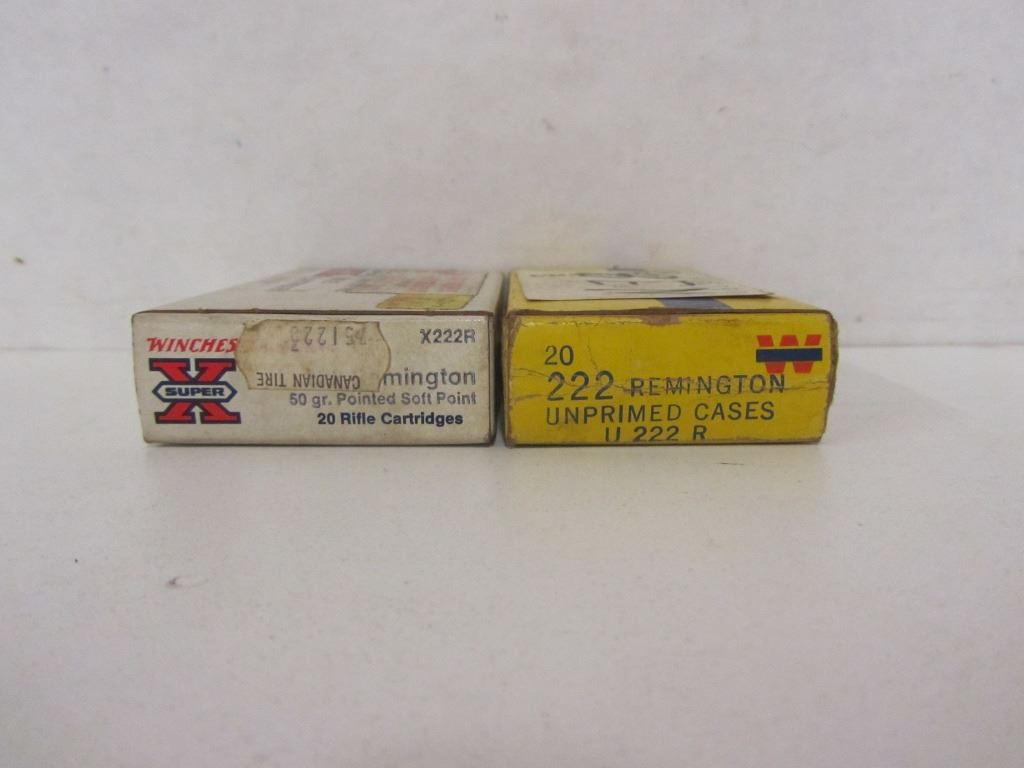 WINCHES
X222R
SUPER
CANADIAN TIRE
mington
50 gr. Pointed Soft Point
20 Rifle Cartridges
20
W
222 REMINGTON
UNPRIMED CASES
U 222 R